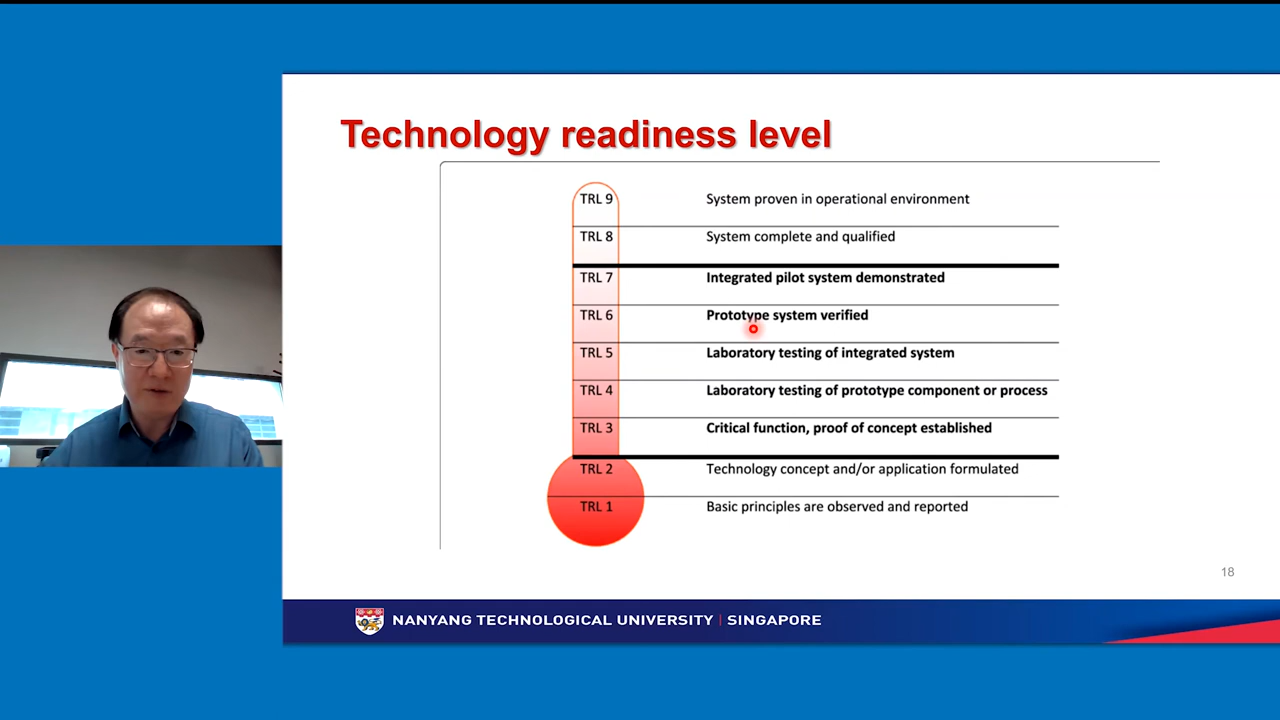 Technology readiness level
TRL 9 System proven in operational environment
TRL 8 System complete and qualified
TRL 7 Integrated pilot system demonstrated
TRL 6 Prototype system verified
TRL 5 Laboratory testing of integrated system
TRL 4 Laboratory testing of prototype component or process
TRL 3 Critical function, proof of concept established
TRL 2 Technology concept and/or application formulated
TRL 1 Basic principles are observed and reported
18
NANYANG TECHNOLOGICAL UNIVERSITY | SINGAPORE